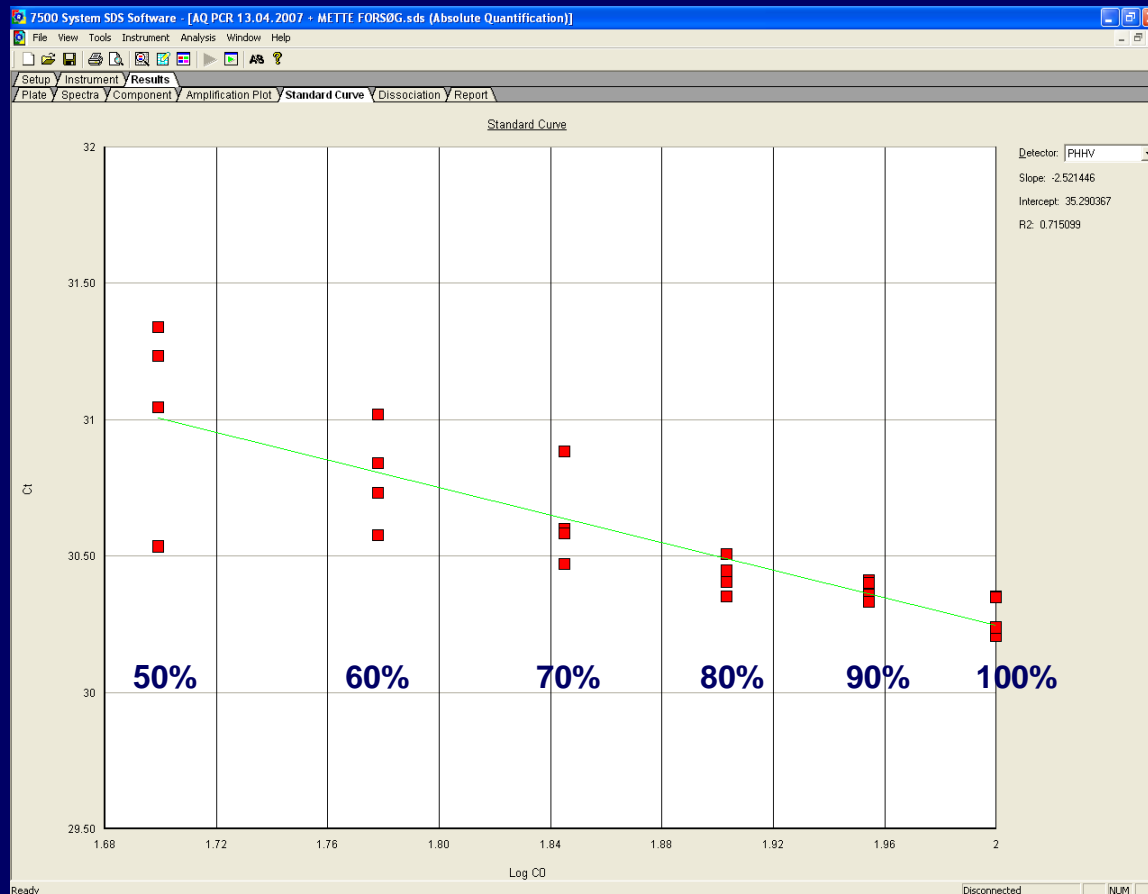 7500 System SDS Software - [AQ PCR 13.04.2007 + METTE FORSØG.sds (Absolute Quantification)]
File View Tools Instrument Analysis Window Help
Setup Instrument Results
Plate Spectra Component Amplification Plot Standard Curve Dissociation Report
Standard Curve
Detector: PHHV
Slope: -2.521446
Intercept: 35.290367
R2: 0.715099
32
31.50
31
30.50
30
29.50
Ct
50% 60% 70% 80% 90% 100%
1.68 1.72 1.76 1.80 1.84 1.88 1.92 1.96 2
Log C0
Ready Disconnected NUM